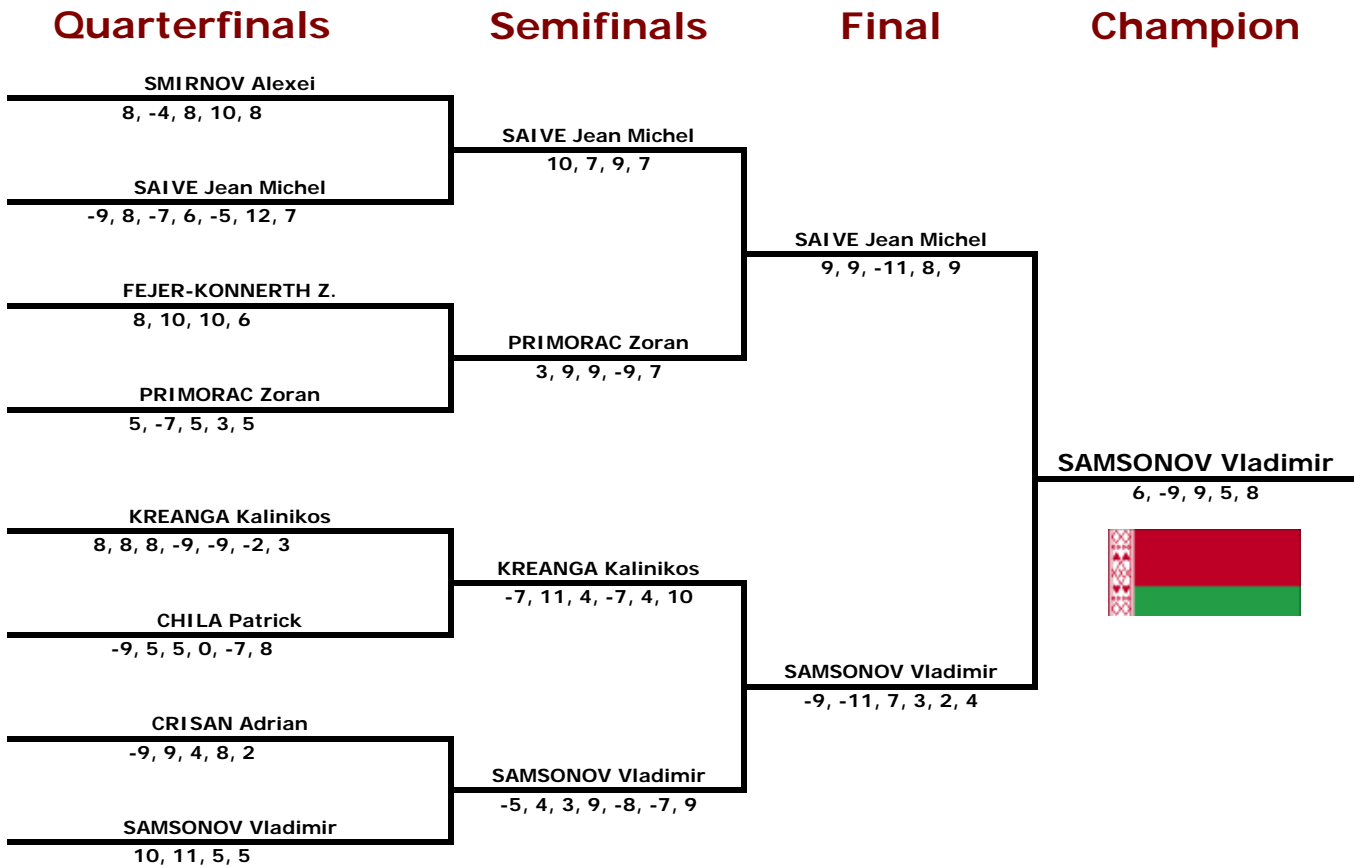 Quarterfinals
Semifinals
Final
Champion
SMIRNOV Alexei
8, -4, 8, 10, 8
SAIVE Jean Michel
-9, 8, -7, 6, -5, 12, 7
FEJER-KONNERTH Z.
8, 10, 10, 6
PRIMORAC Zoran
5, -7, 5, 3, 5
KREANGA Kalinikos
8, 8, 8, -9, -9, -2, 3
CHILA Patrick
-9, 5, 5, 0, -7, 8
CRISAN Adrian
-9, 9, 4, 8, 2
SAMSONOV Vladimir
10, 11, 5, 5
SAIVE Jean Michel
10, 7, 9, 7
PRIMORAC Zoran
3, 9, 9, -9, 7
KREANGA Kalinikos
-7, 11, 4, -7, 4, 10
SAMSONOV Vladimir
-5, 4, 3, 9, -8, -7, 9
SAIVE Jean Michel
9, 9, -11, 8, 9
SAMSONOV Vladimir
-9, -11, 7, 3, 2, 4
SAMSONOV Vladimir
6, -9, 9, 5, 8